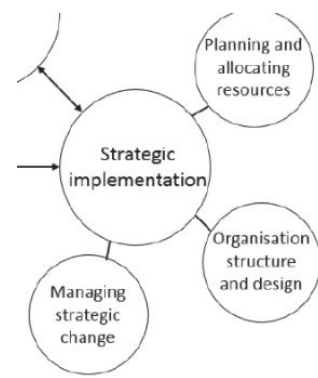 Planning and
allocating
resources
Strategic
implementation
Organisation
structure
and design
Managing
strategic
change